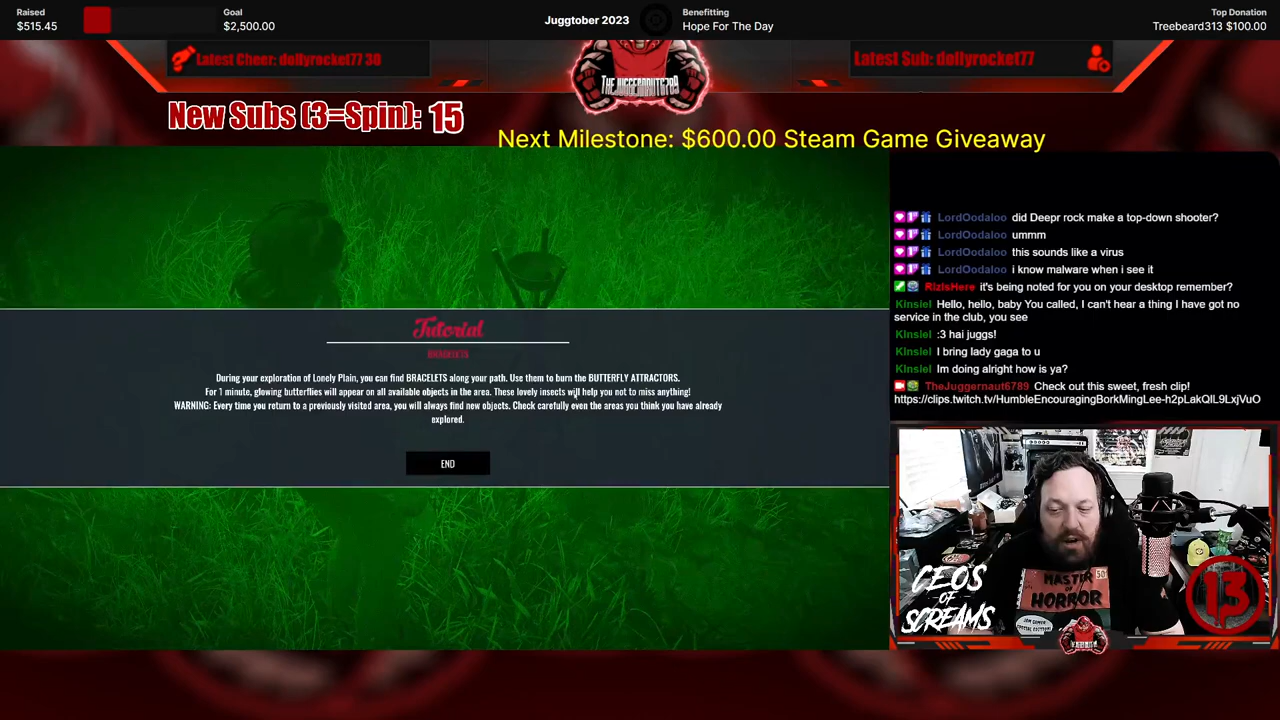 Raised
$515.45
Goal
$2,500.00
Juggtober 2023
Benefitting
Hope For The Day
Top Donation
Treebeard313 $100.00
Latest Cheer: dollyrocket77 30
THEJUGGERNAUT6789
Latest Sub: dollyrocket77
New Subs (3=Spin): 15
Next Milestone: $600.00 Steam Game Giveaway
Tutorial
BRACELETS
During your exploration of Lonely Plain, you can find BRACELETS along your path. Use them to burn the BUTTERFLY ATTRACTORS.
For 1 minute, glowing butterflies will appear on all available objects in the area. These lovely insects will help you not to miss anything!
WARNING: Every time you return to a previously visited area, you will always find new objects. Check carefully even the areas you think you have already
explored.
END
LordOodaloo did Deepr rock make a top-down shooter?
LordOodaloo ummm
LordOodaloo this sounds like a virus
LordOodaloo i know malware when i see it
RizIsHere it's being noted for you on your desktop remember?
Kinsiel Hello, hello, baby You called, I can't hear a thing I have got no
service in the club, you see
Kinsiel :3 hai juggs!
Kinsiel I bring lady gaga to u
Kinsiel Im doing alright how is ya?
TheJuggernaut6789 Check out this sweet, fresh clip!
https://clips.twitch.tv/HumbleEncouragingBorkMingLee-h2pLakQIL9LxjVuO
CEOS
OF
SCREAMS
MASTER
OF
HORROR
13